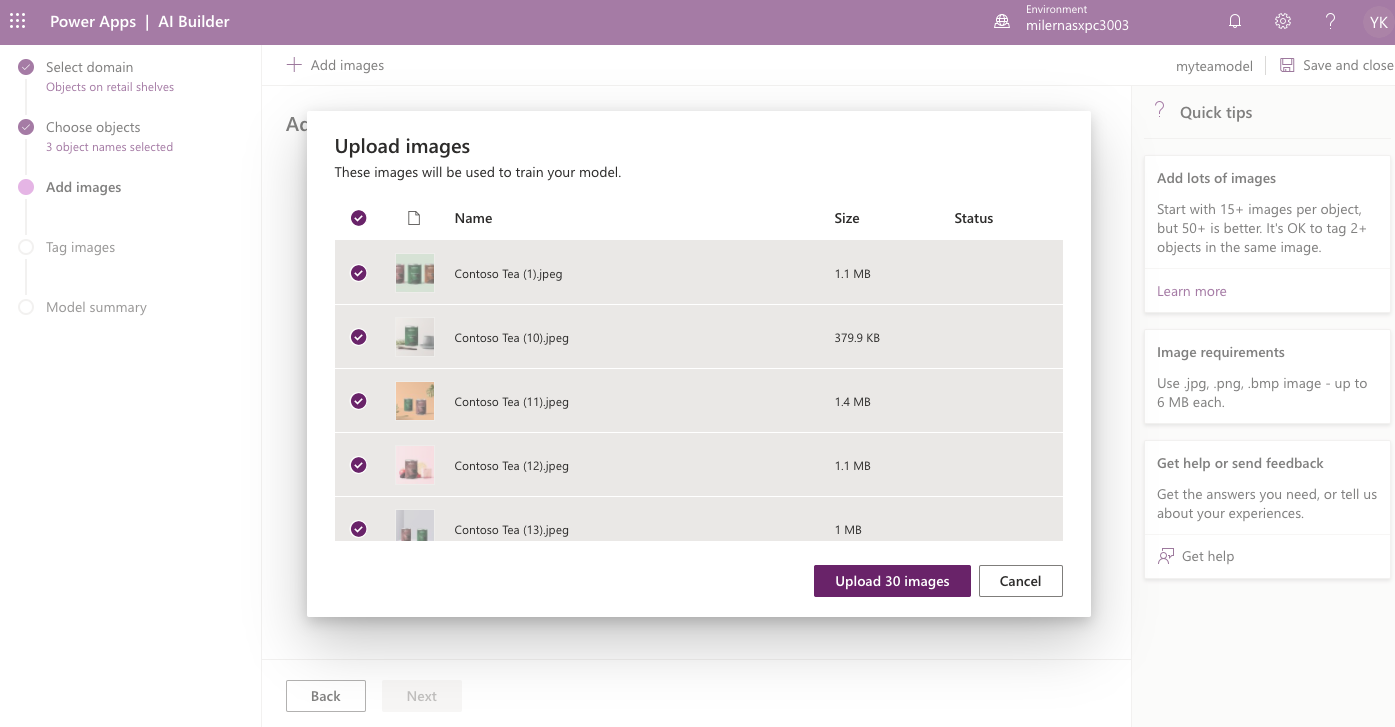 Power Apps | AI Builder
Environment
milernasxpc3003
YK
Select domain
Objects on retail shelves
Choose objects
3 object names selected
Add images
Tag images
Model summary
Add images
myteamodel
Save and close
Ad
Upload images
These images will be used to train your model.
Name Size Status
Contoso Tea (1).jpeg 1.1 MB
Contoso Tea (10).jpeg 379.9 KB
Contoso Tea (11).jpeg 1.4 MB
Contoso Tea (12).jpeg 1.1 MB
Contoso Tea (13).jpeg 1 MB
Upload 30 images
Cancel
Back
Next
? Quick tips
Add lots of images
Start with 15+ images per object,
but 50+ is better. It's OK to tag 2+
objects in the same image.
Learn more
Image requirements
Use .jpg, .png, .bmp image - up to
6 MB each.
Get help or send feedback
Get the answers you need, or tell us
about your experiences.
Get help